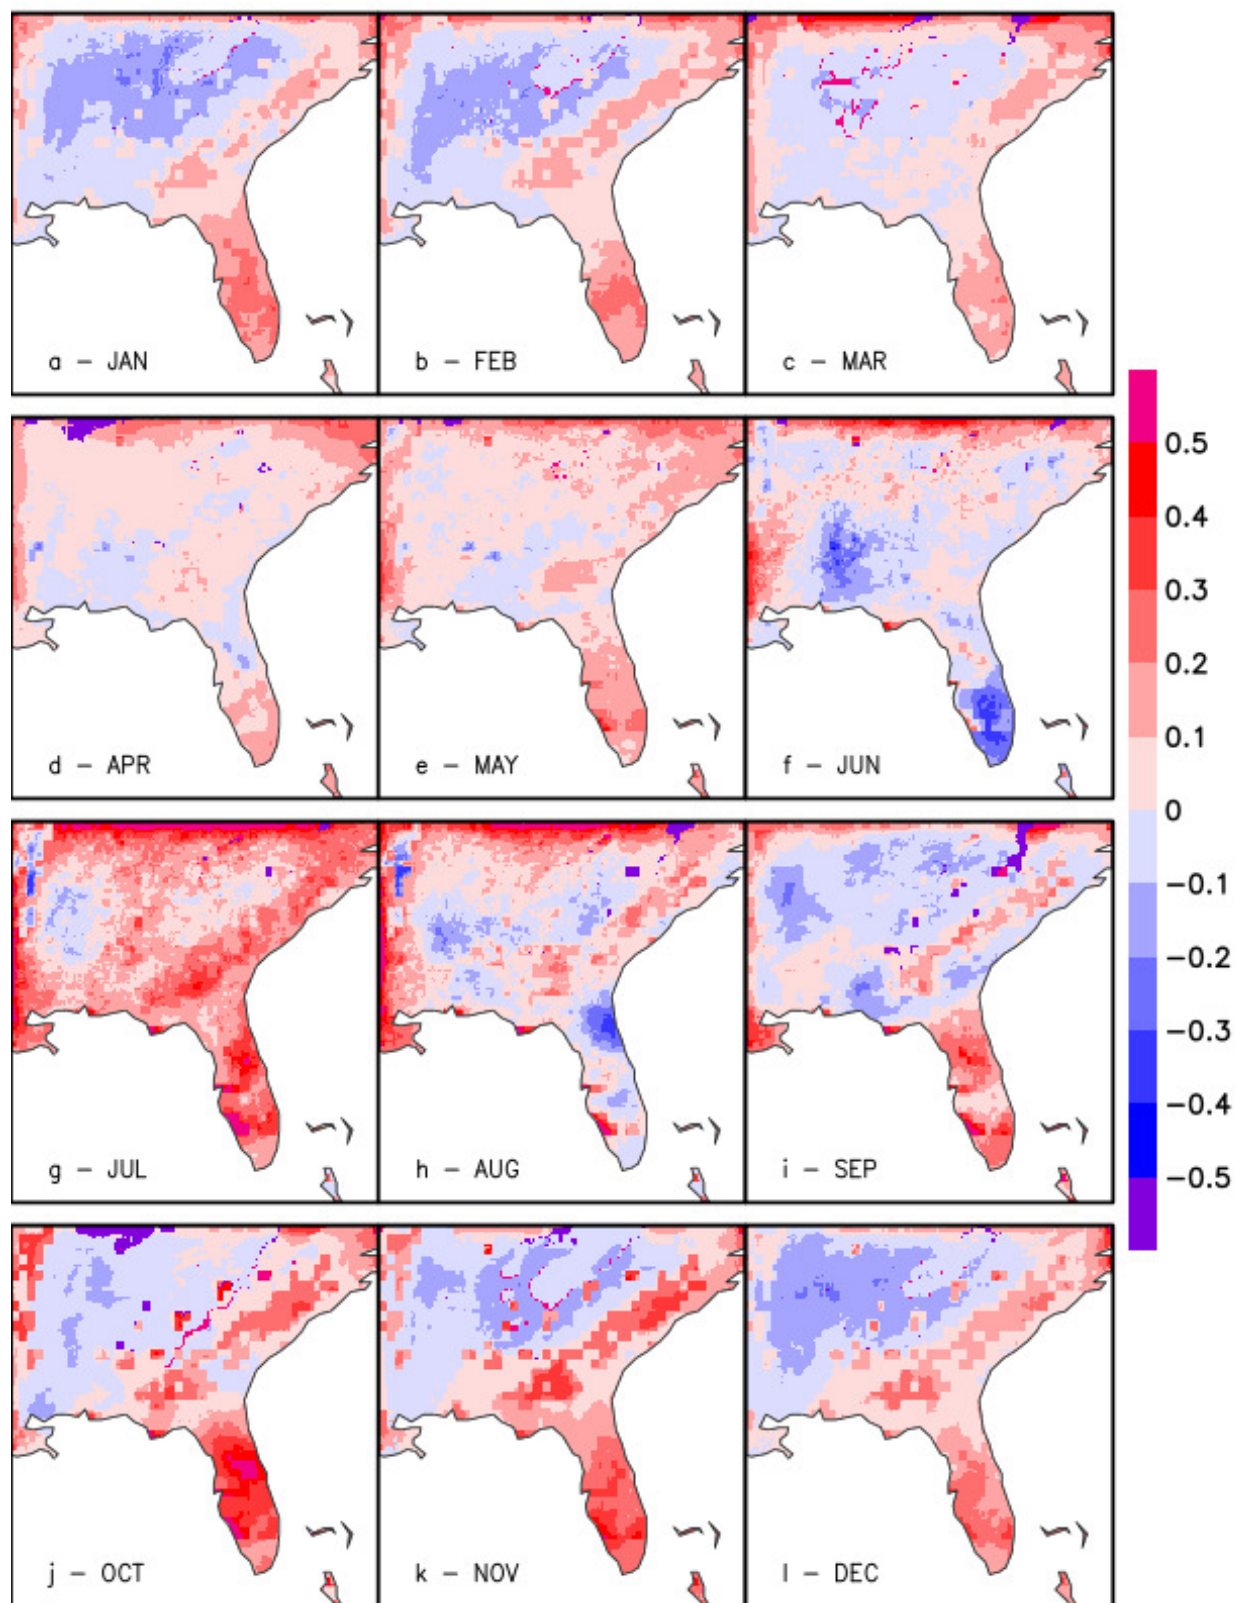 a - JAN
b - FEB
c - MAR
d - APR
e - MAY
f - JUN
g - JUL
h - AUG
i - SEP
j - OCT
k - NOV
l - DEC
0.5
0.4
0.3
0.2
0.1
0
-0.1
-0.2
-0.3
-0.4
-0.5